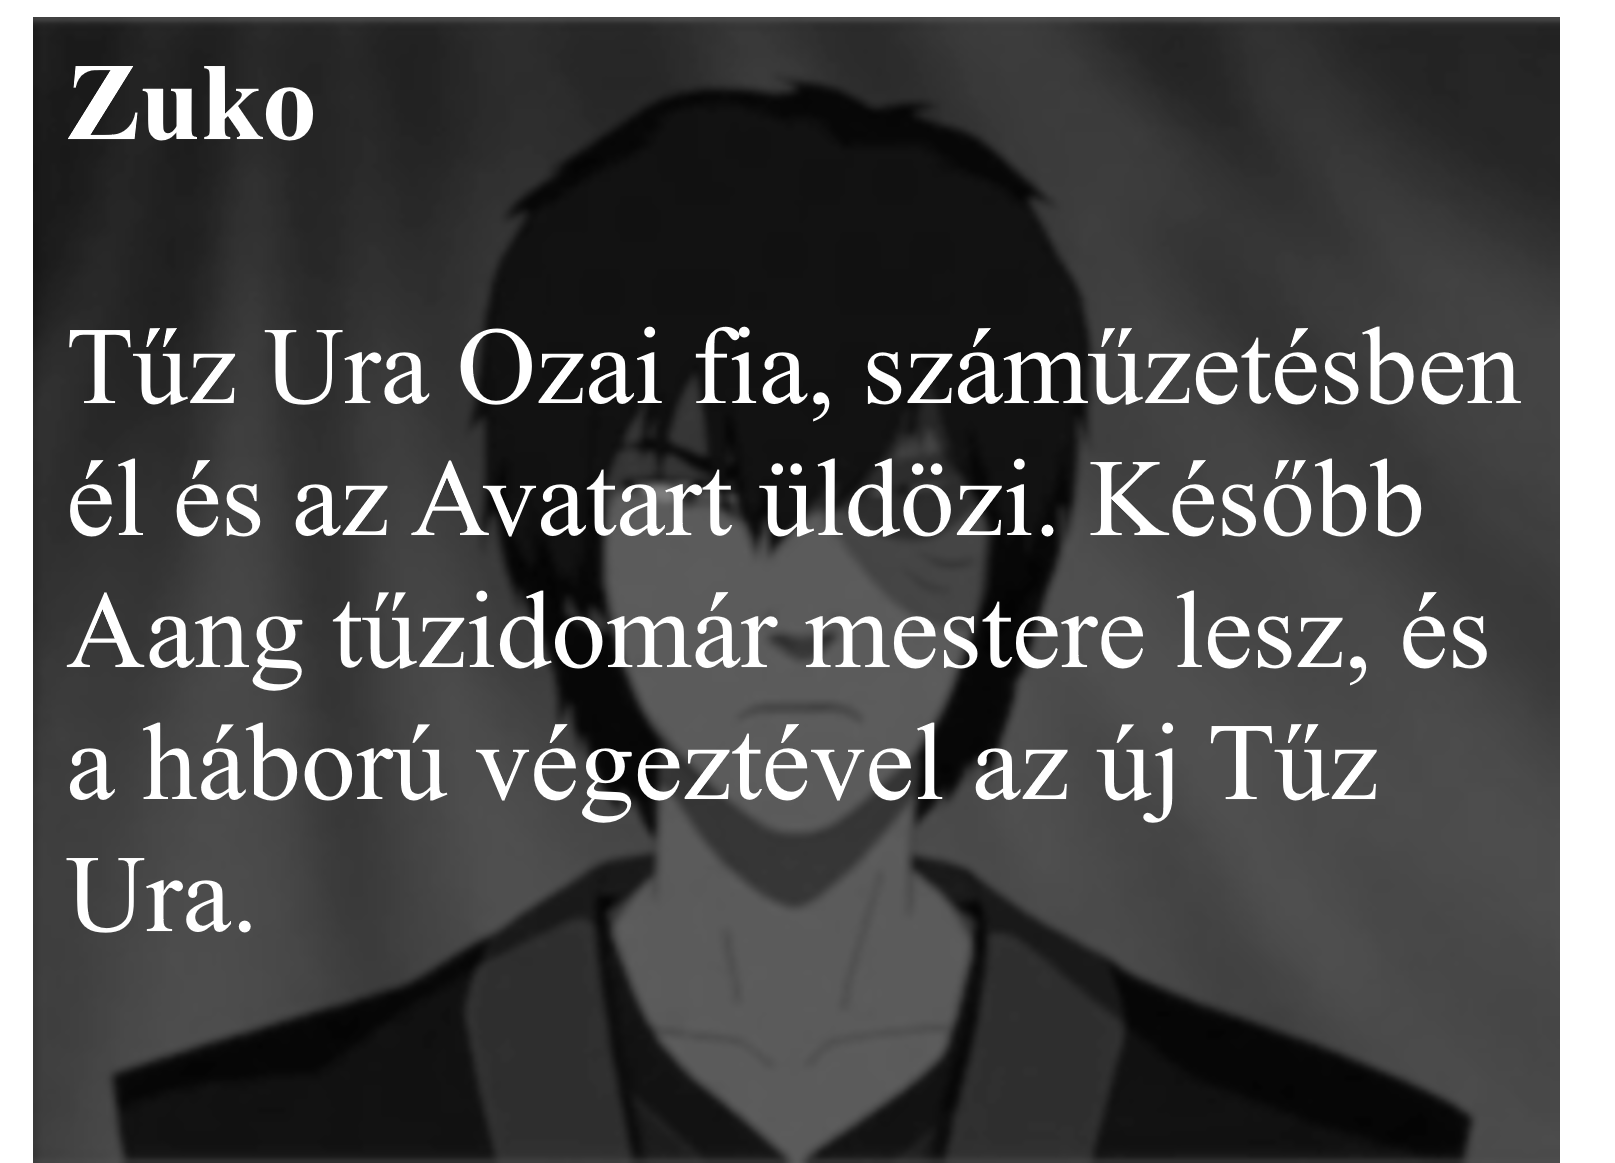 Zuko
Tűz Ura Ozai fia, száműzetésben
él és az Avatart üldözi. Később
Aang tűzidomár mestere lesz, és
a háború végeztével az új Tűz
Ura.